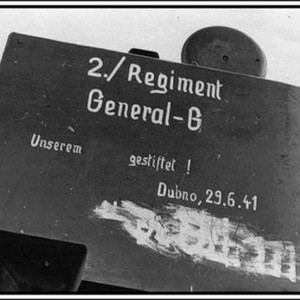 2./Regiment
General-G
Unserem gestiftet !
Dubno, 29.6.41